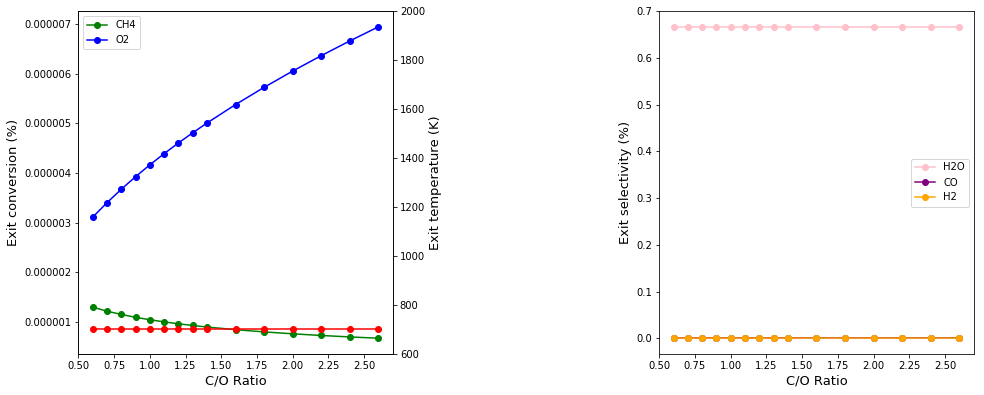 CH4
O2
0.000007
0.000006
0.000005
0.000004
0.000003
0.000002
0.000001
Exit conversion (%)
0.50 0.75 1.00 1.25 1.50 1.75 2.00 2.25 2.50
C/O Ratio
2000
1800
1600
1400
1200
1000
800
600
Exit temperature (K)
0.7
0.6
0.5
0.4
0.3
0.2
0.1
0.0
Exit selectivity (%)
H2O
CO
H2
0.50 0.75 1.00 1.25 1.50 1.75 2.00 2.25 2.50
C/O Ratio